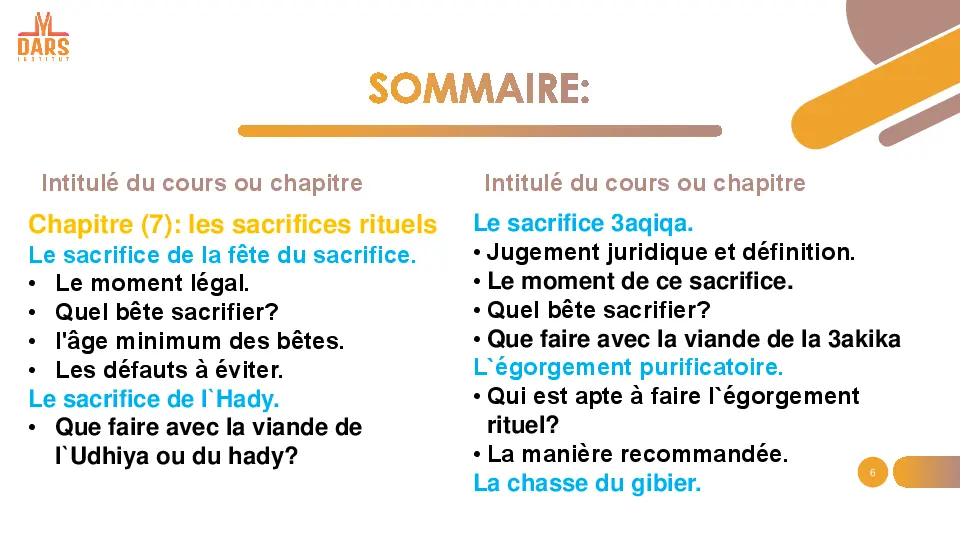 DARS
INSTITUT
SOMMAIRE:
Intitulé du cours ou chapitre
Chapitre (7): les sacrifices rituels
Le sacrifice de la fête du sacrifice.
• Le moment légal.
• Quel bête sacrifier?
• l'âge minimum des bêtes.
• Les défauts à éviter.
Le sacrifice de l`Hady.
• Que faire avec la viande de
l`Udhiya ou du hady?
Intitulé du cours ou chapitre
Le sacrifice 3aqiqa.
• Jugement juridique et définition.
• Le moment de ce sacrifice.
• Quel bête sacrifier?
• Que faire avec la viande de la 3akika
L`égorgement purificatoire.
• Qui est apte à faire l`égorgement
rituel?
• La manière recommandée.
La chasse du gibier.
6